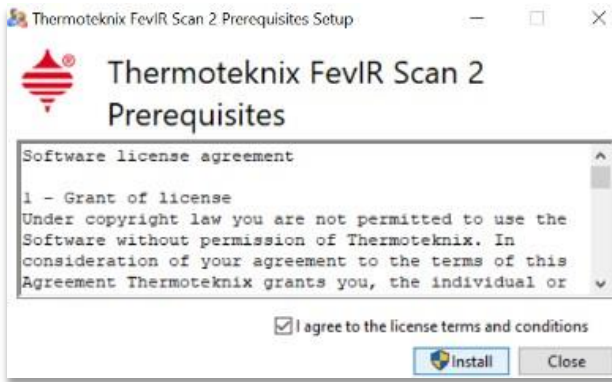 Thermoteknix FevIR Scan 2 Prerequisites Setup
Thermoteknix FevIR Scan 2
Prerequisites
Software license agreement
1 - Grant of license
Under copyright law you are not permitted to use the
Software without permission of Thermoteknix. In
consideration of your agreement to the terms of this
Agreement Thermoteknix grants you, the individual or
I agree to the license terms and conditions
Install Close